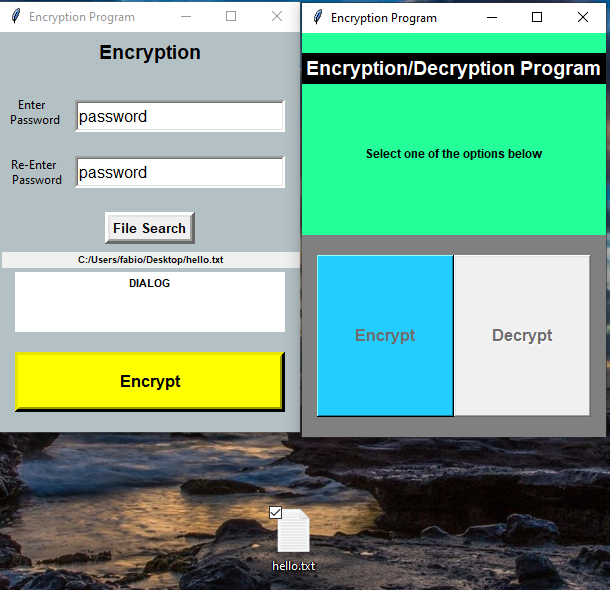 Encryption Program
Encryption
Enter
Password
password
Re-Enter
Password
password
File Search
C:/Users/fabio/Desktop/hello.txt
DIALOG
Encrypt
Encryption Program
Encryption/Decryption Program
Select one of the options below
Encrypt
Decrypt
hello.txt